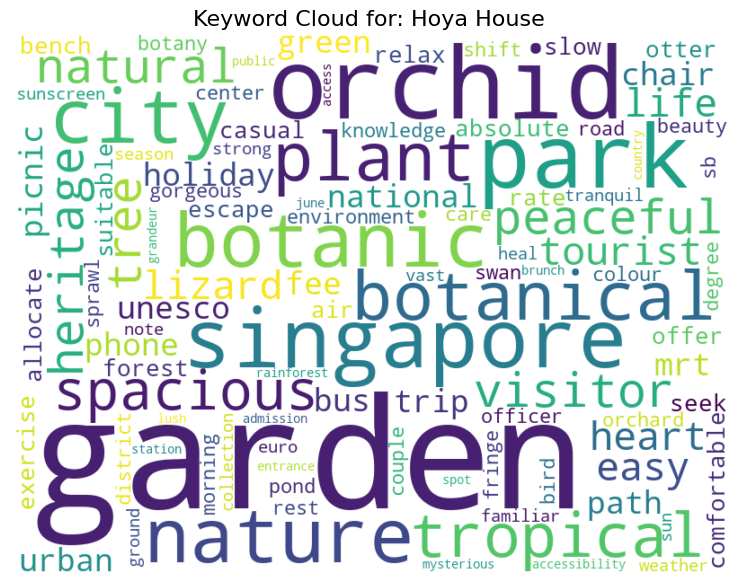 Keyword Cloud for: Hoya House
bench
botany
public
green
relax
shift
slow
otter
natural
orchid
chair
sunscreen
center
access
life
city
casual
knowledge
absolute
road
beauty
picnic
heritage
season
strong
plant
park
country
sb
suitable
tree
holiday
gorgeous
june
national
rate
tranquil
escape
environment
care
peaceful
grandeur
botanic
heal
tourist
degree
allocate
sprawl
lizard
fee
vast
swan
brunch
colour
unesco
air
botanical
note
phone
singapore
offer
forest
rainforest
mrt
spacious
bus
trip
visitor
seek
exercise
district
lush
admission
officer
orchard
garden
heart
comfortable
station
morning
collection
euro
entrance
couple
spot
fringe
bird
easy
pond
rest
path
ground
nature
familiar
tropical
sun
urban
mysterious
accessibility
weather